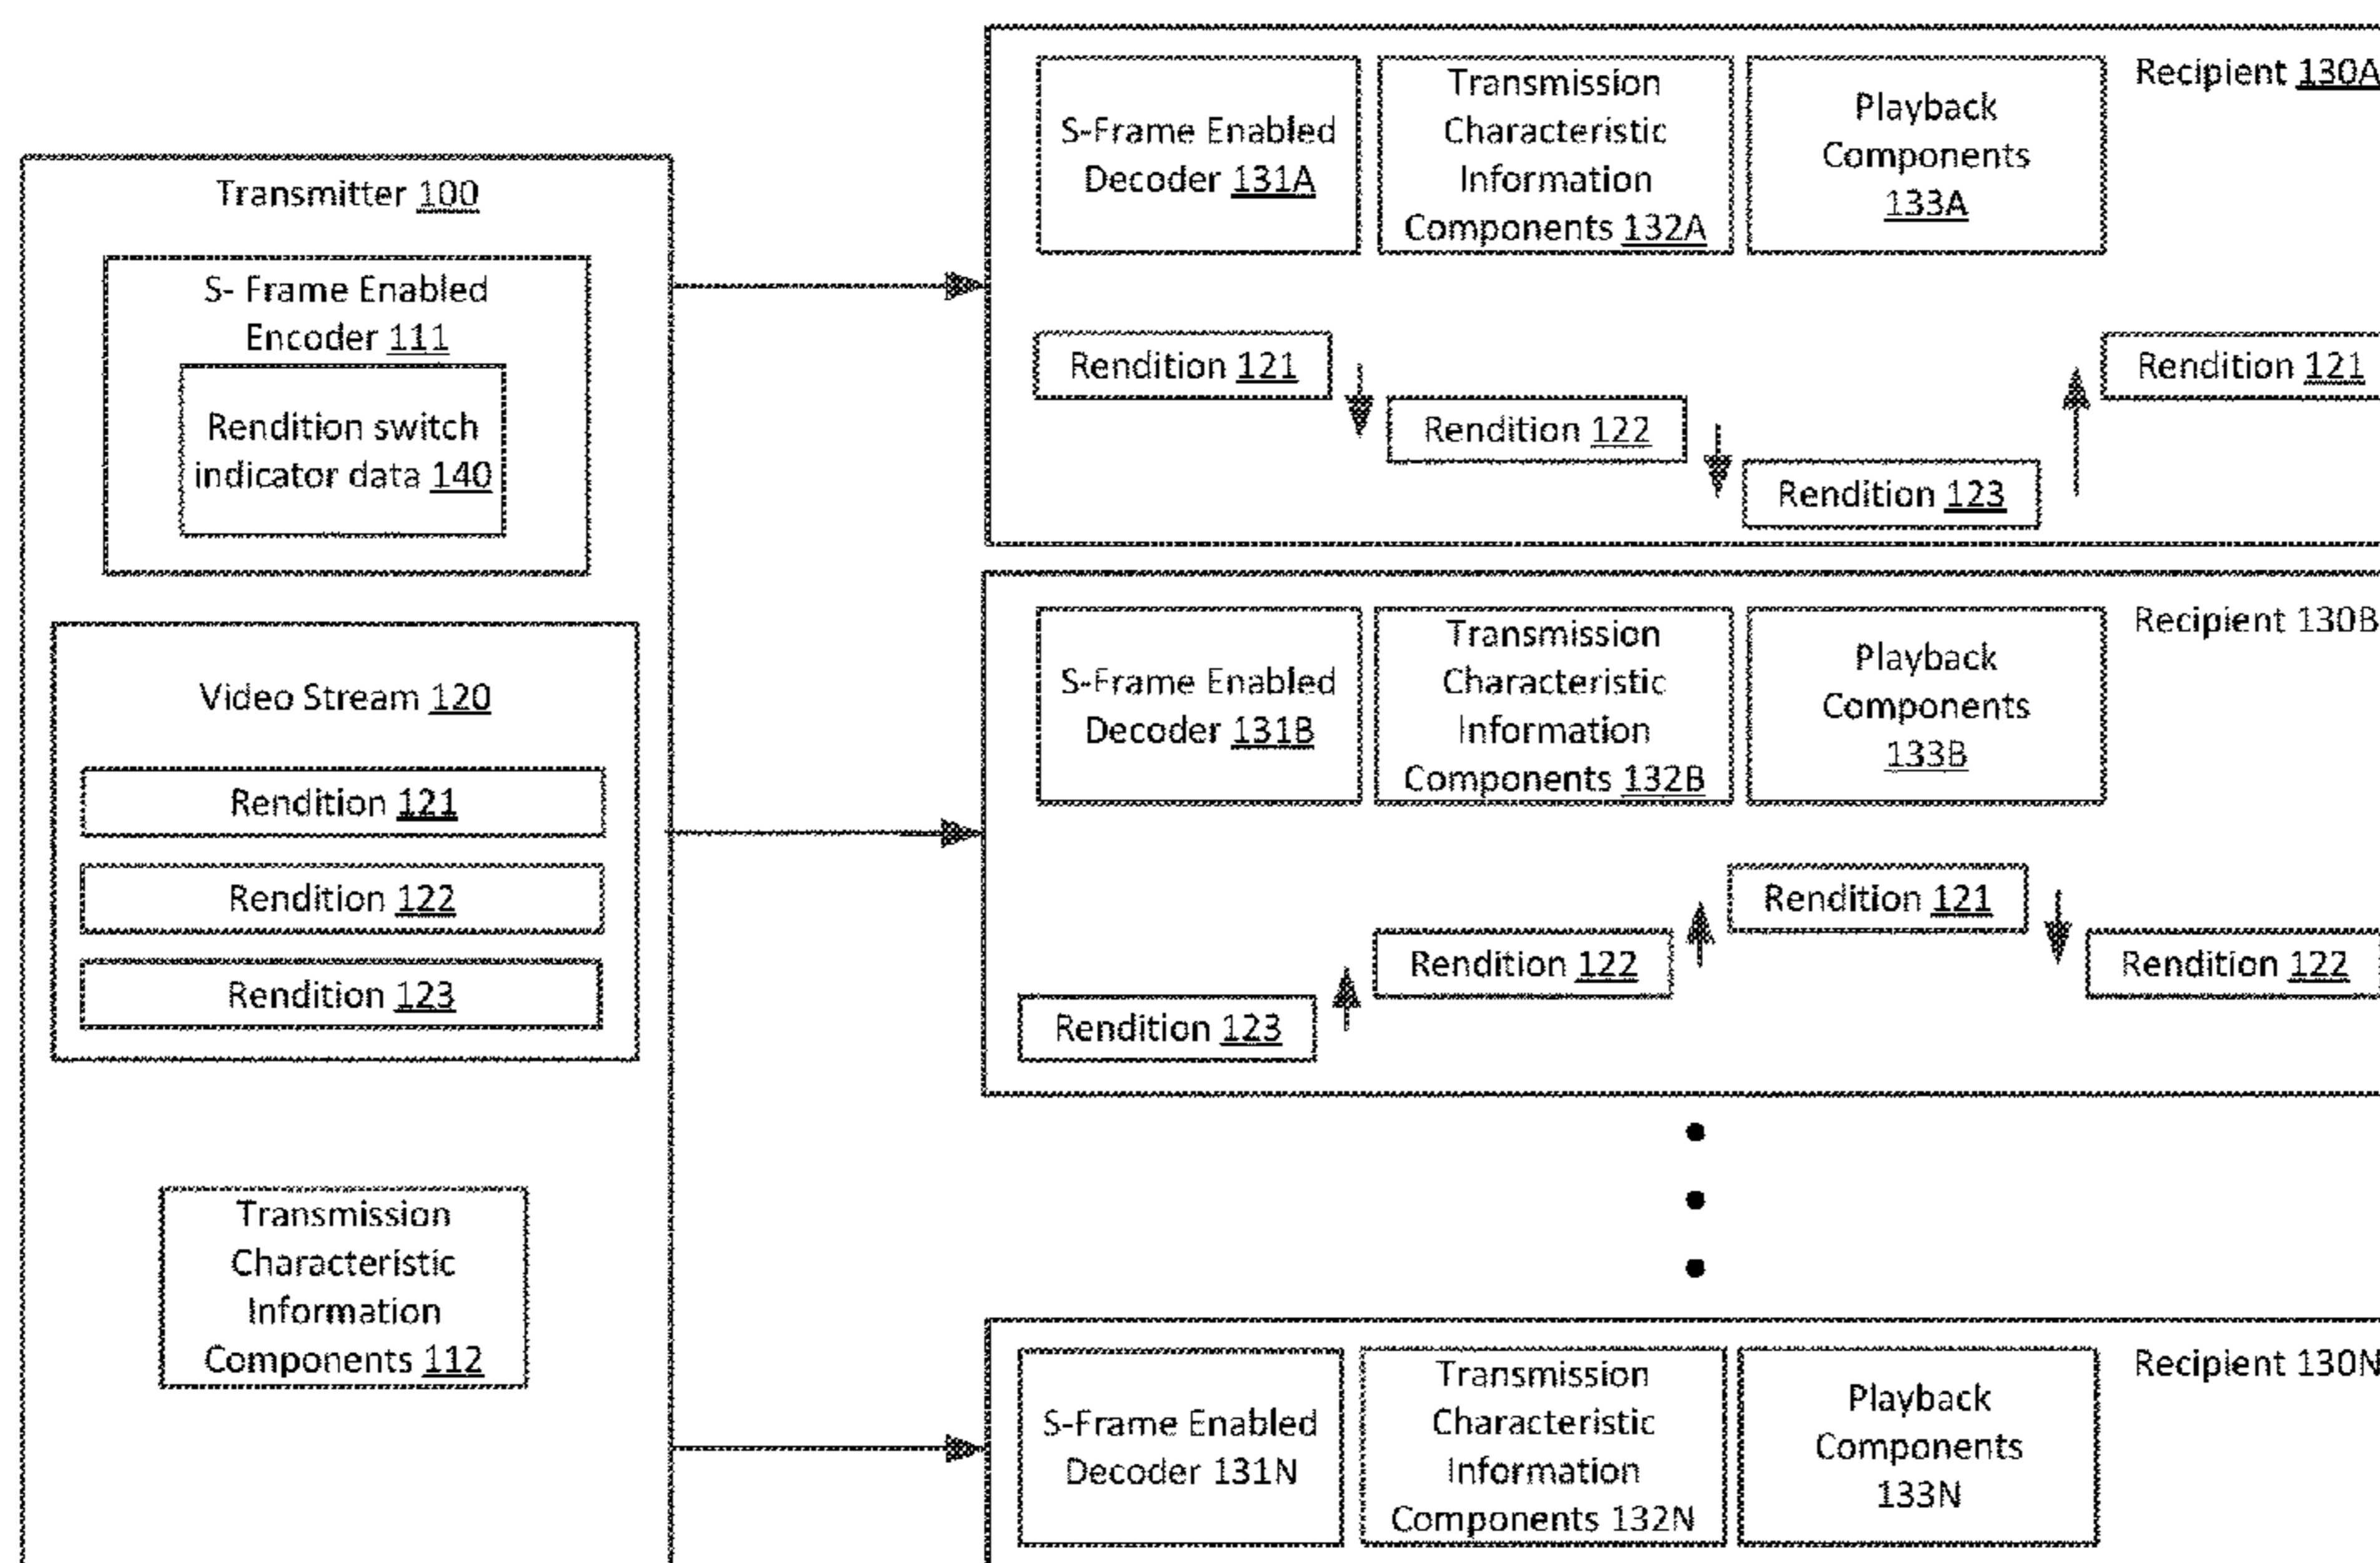 Transmitter 100
S- Frame Enabled
Encoder 111
Rendition switch
indicator data 140
Video Stream 120
Rendition 121
Rendition 122
Rendition 123
Transmission
Characteristic
Information
Components 112
Recipient 130A
S-Frame Enabled
Decoder 131A
Transmission
Characteristic
Information
Components 132A
Playback
Components
133A
Rendition 121
Rendition 122
Rendition 123
Rendition 121
Recipient 130B
S-Frame Enabled
Decoder 131B
Transmission
Characteristic
Information
Components 132B
Playback
Components
133B
Rendition 123
Rendition 122
Rendition 121
Rendition 122
Recipient 130N
S-Frame Enabled
Decoder 131N
Transmission
Characteristic
Information
Components 132N
Playback
Components
133N